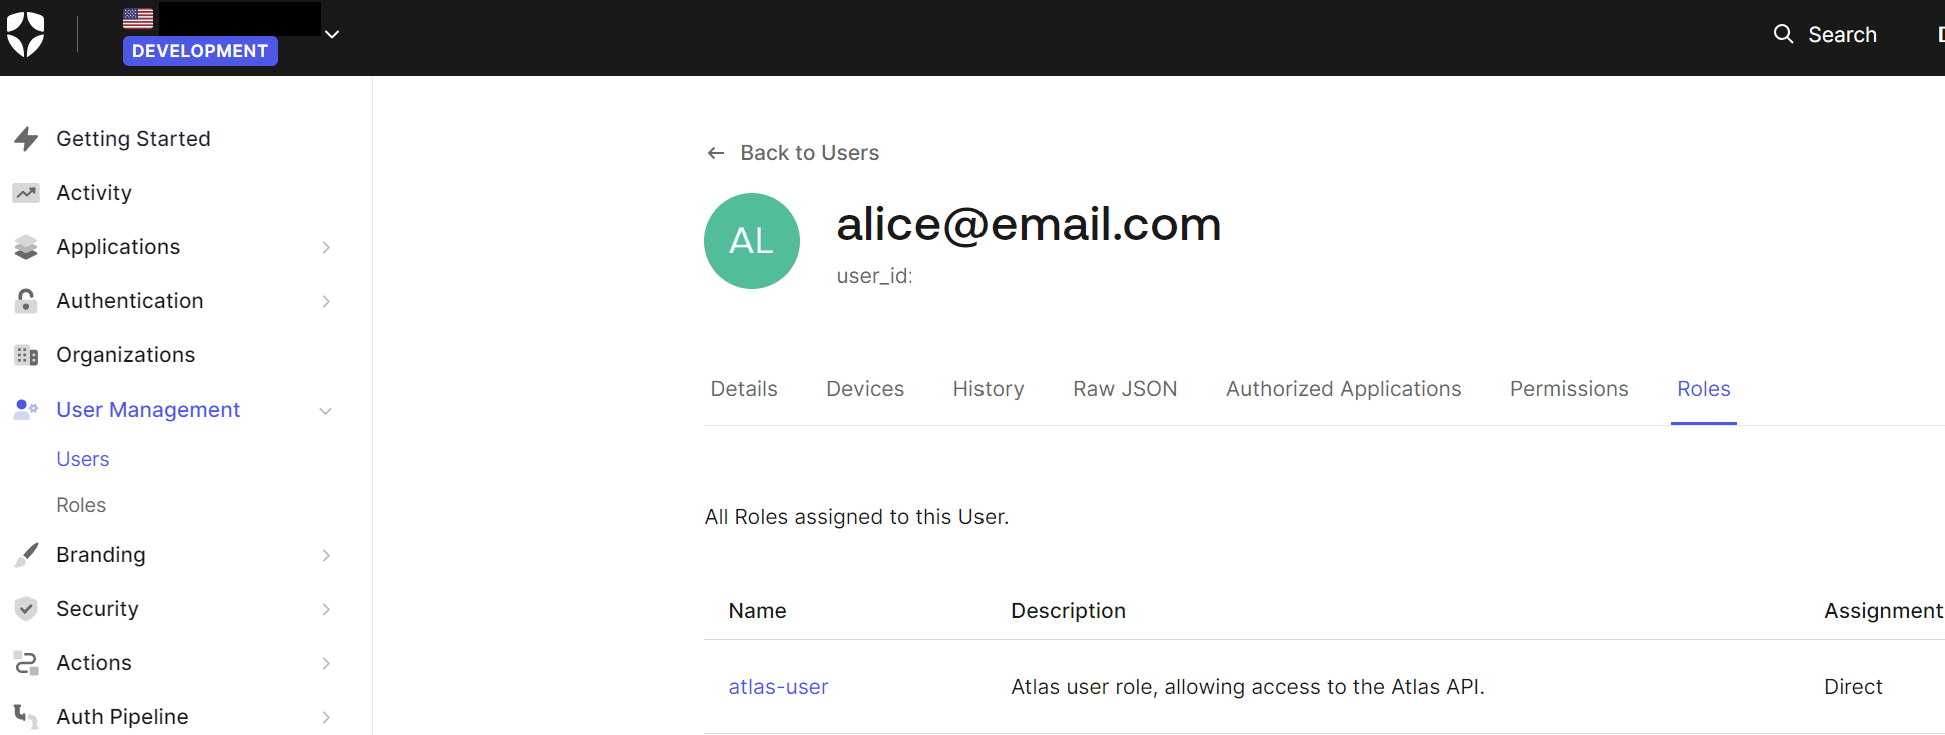 DEVELOPMENT
Search
Getting Started
Activity
Applications
Authentication
Organizations
User Management
Users
Roles
Branding
Security
Actions
Auth Pipeline
Back to Users
AL
alice@email.com
user_id:
Details Devices History Raw JSON Authorized Applications Permissions Roles
All Roles assigned to this User.
Name Description Assignment
atlas-user Atlas user role, allowing access to the Atlas API. Direct